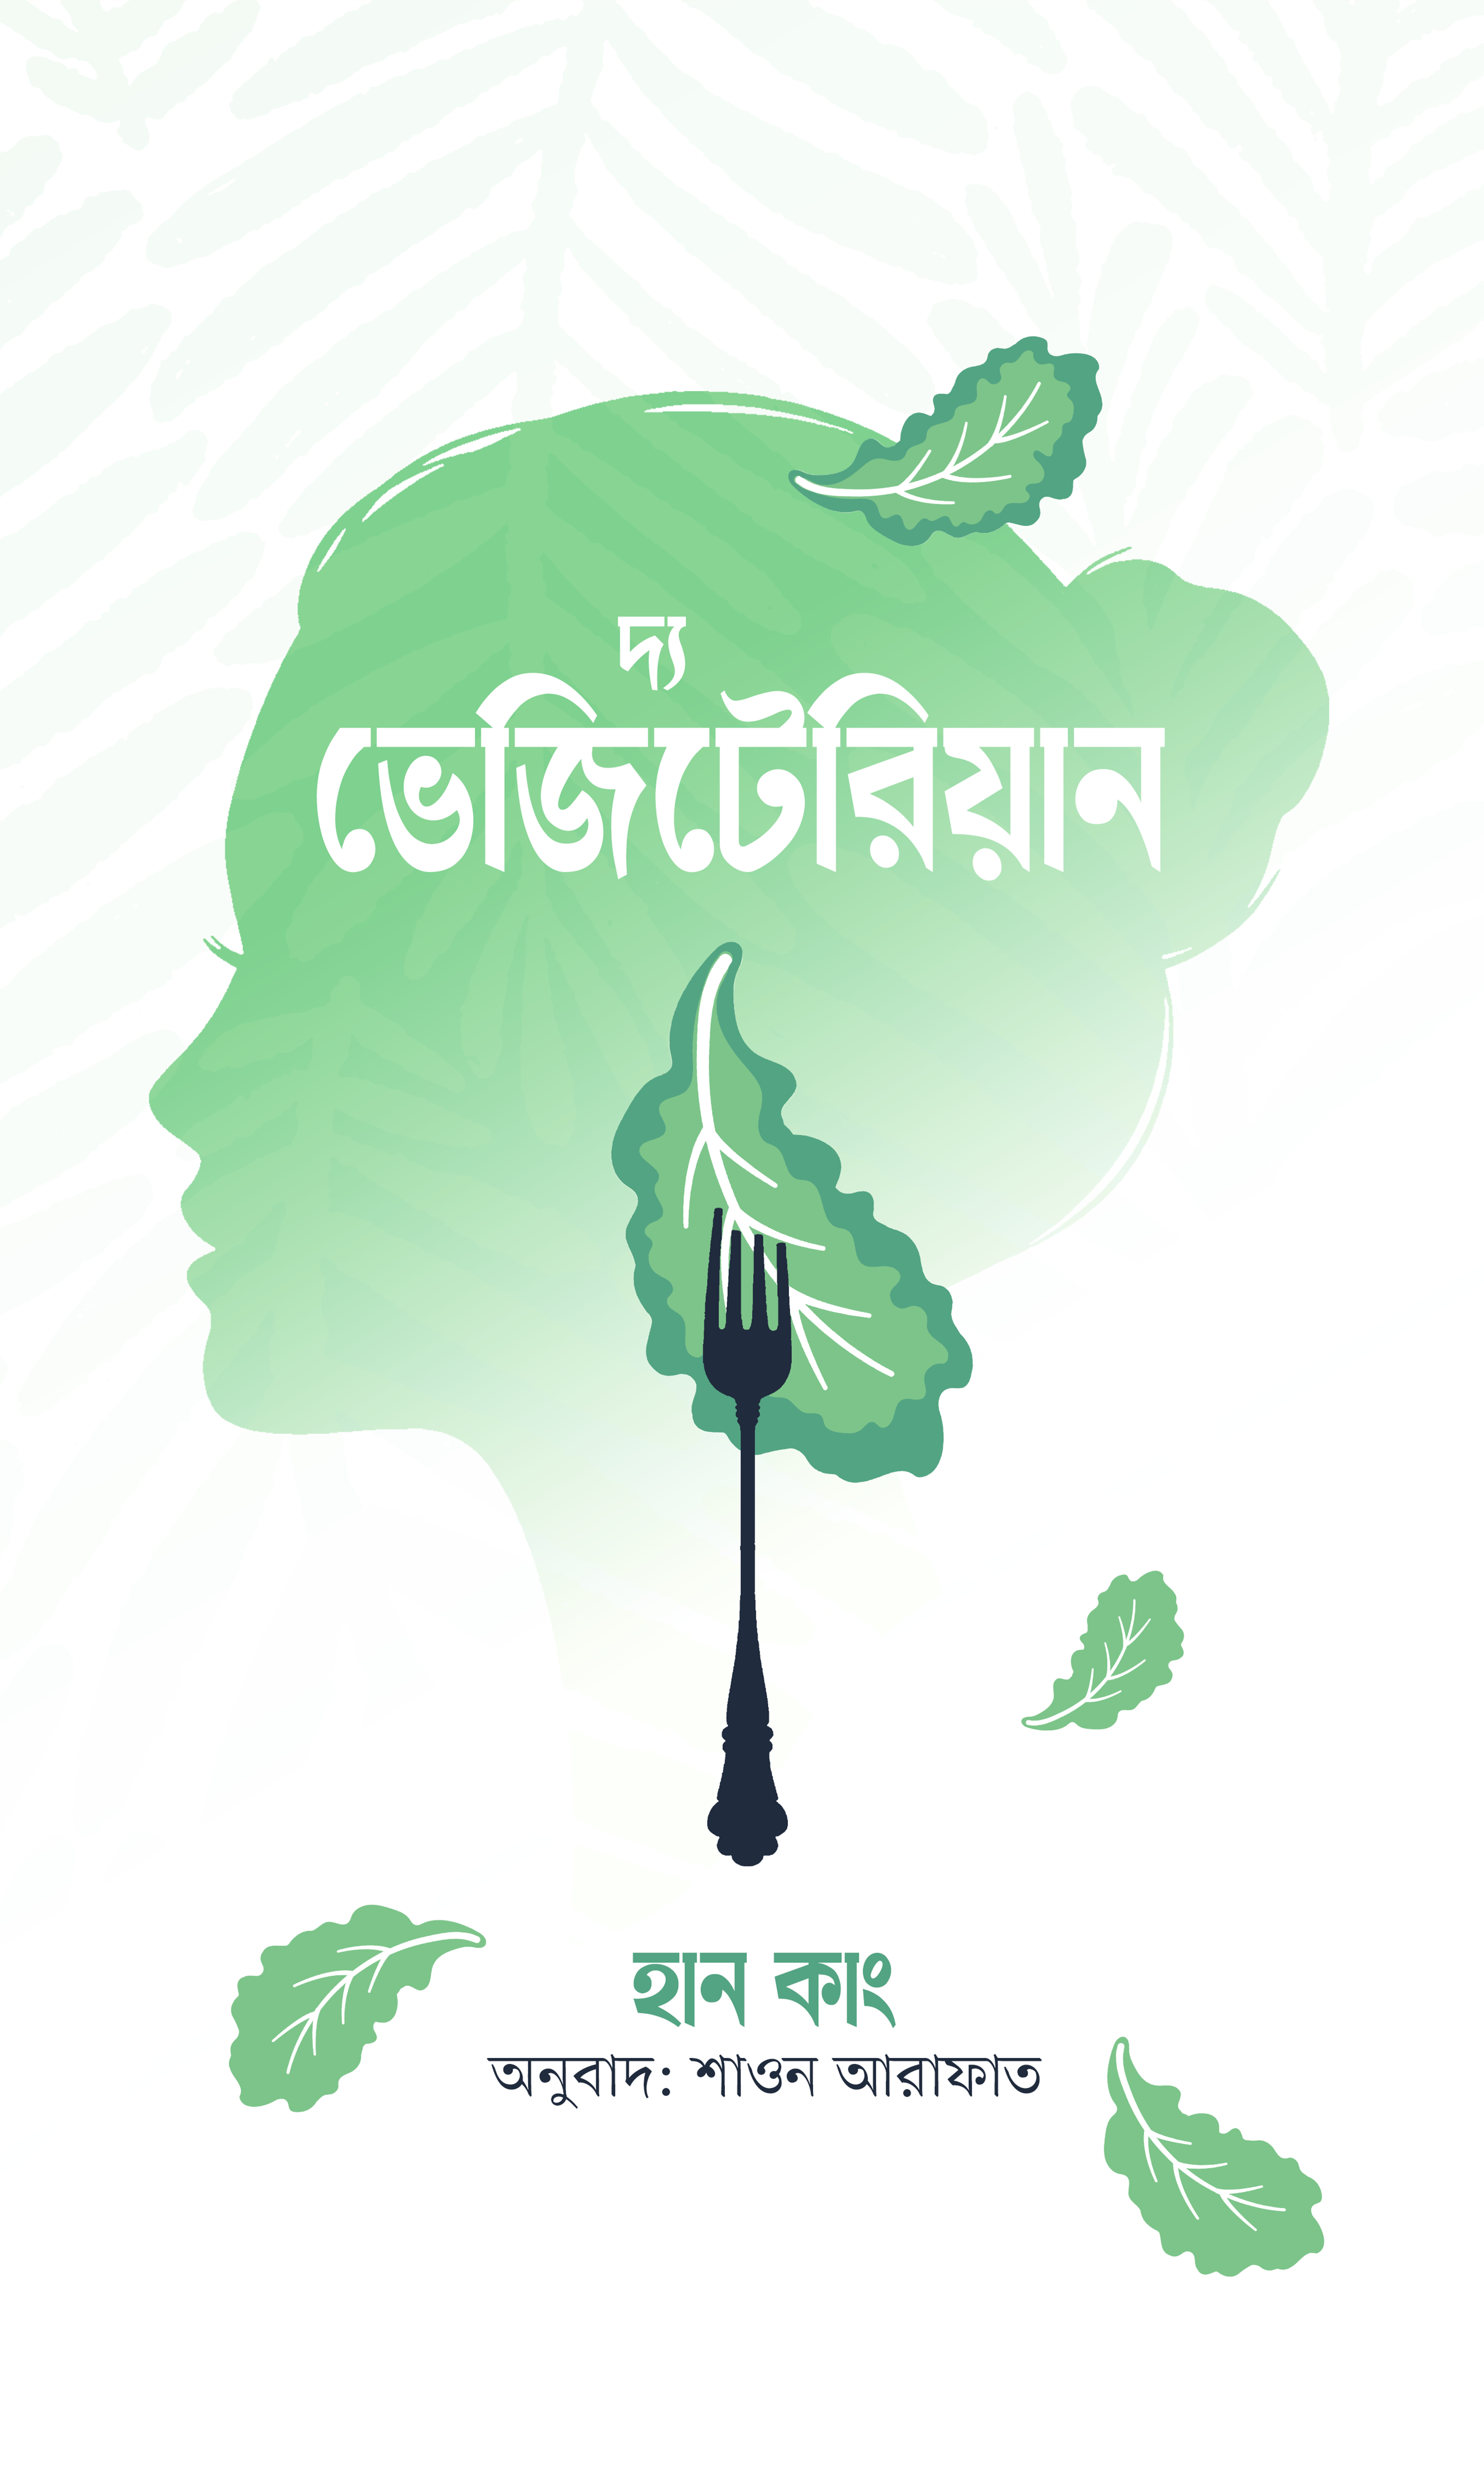 দ্য
ভেজিটেরিয়ান
হান কাং
অনুবাদ: শাওন আরাফাত